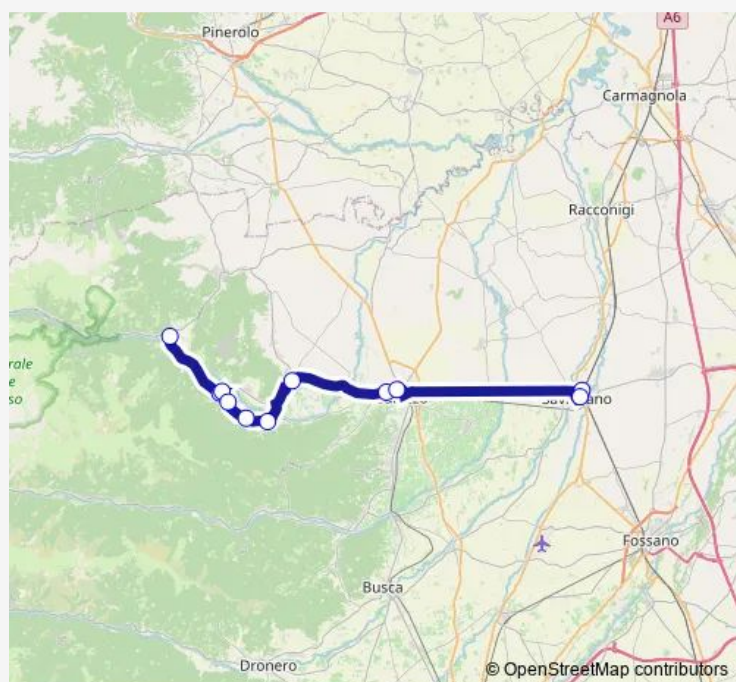 Pinerolo
A6
Carmagnola
Racconigi
rale
e
so
Fossano
Busca
Dronero
© OpenStreetMap contributors